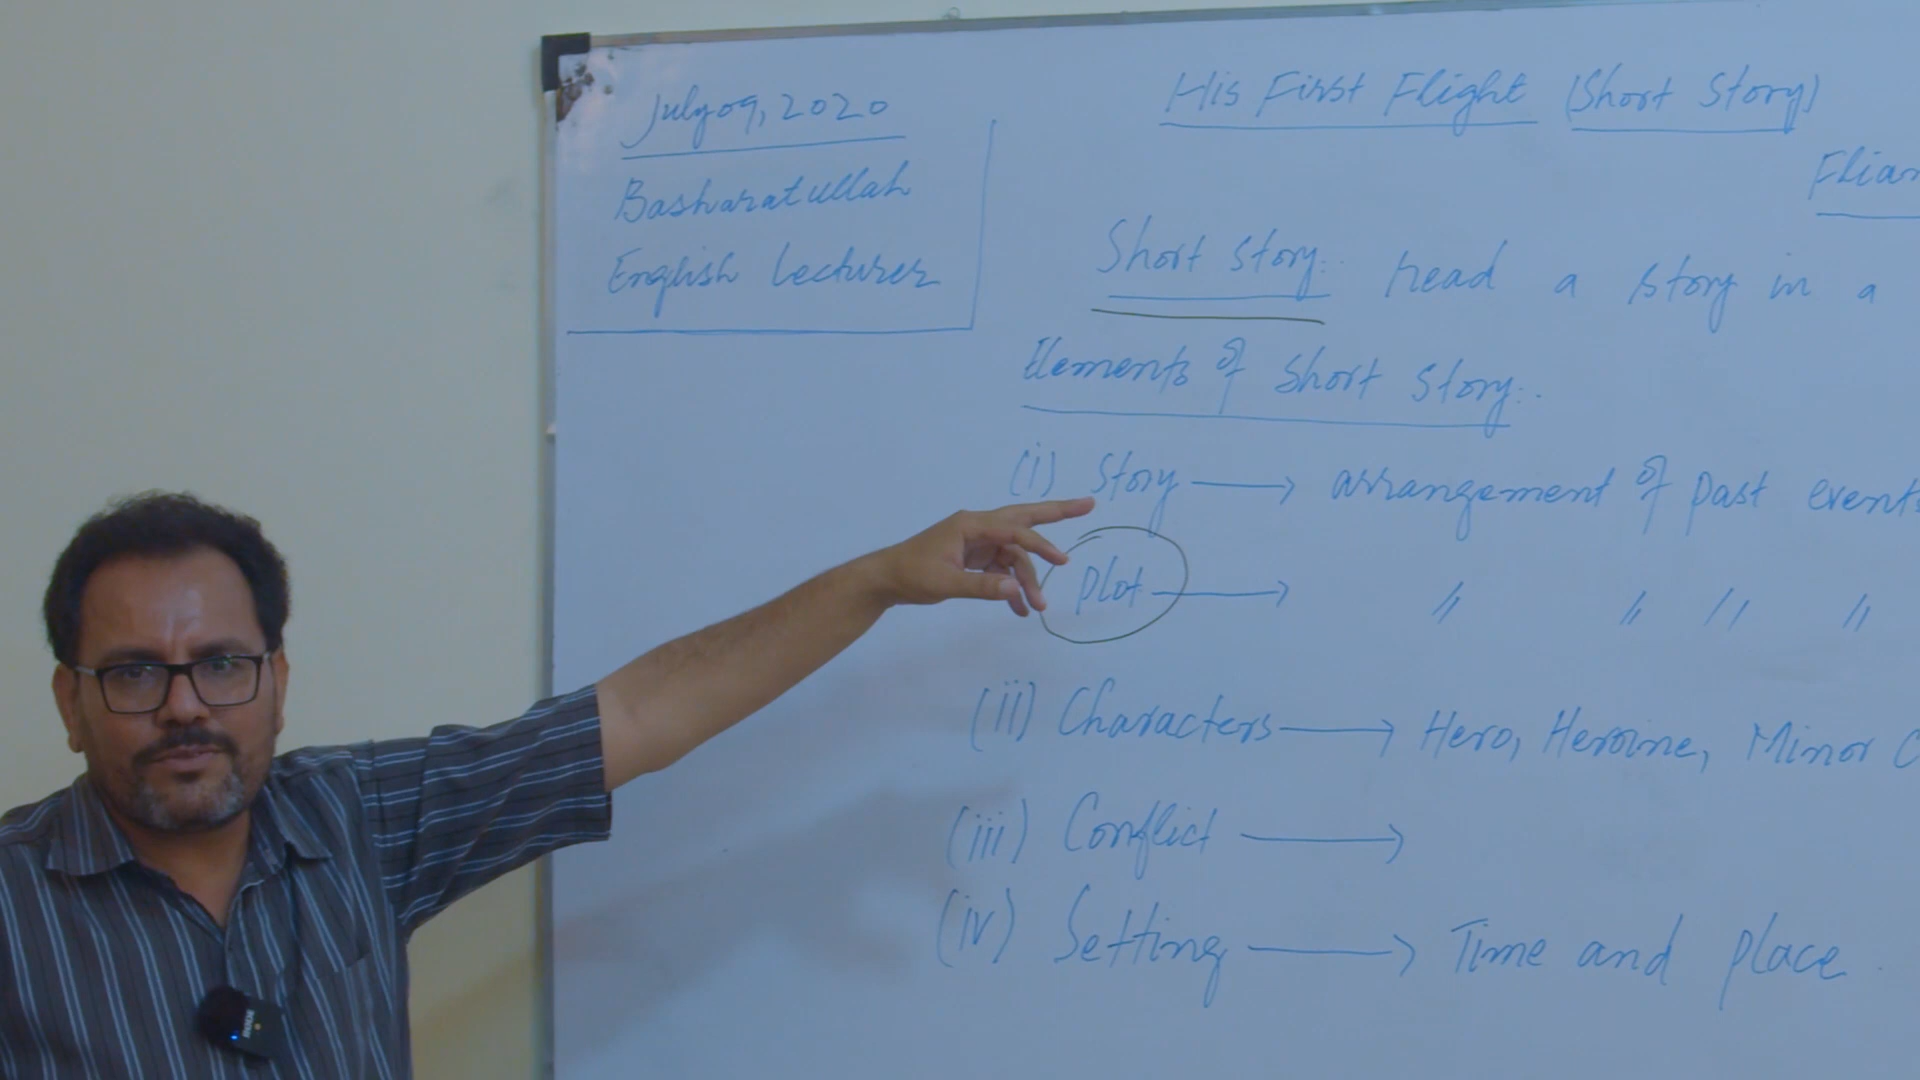 July 09, 2020
Basharatullah
English Lecturer
His First Flight (Short Story)
Short Story:. Read a story in a
Elements of Short Story:.
(i) Story → arrangement of past events
Plot → " " " "
(ii) Characters → Hero, Heroine, Minor
(iii) Conflict →
(iv) Setting → Time and place.
RODE